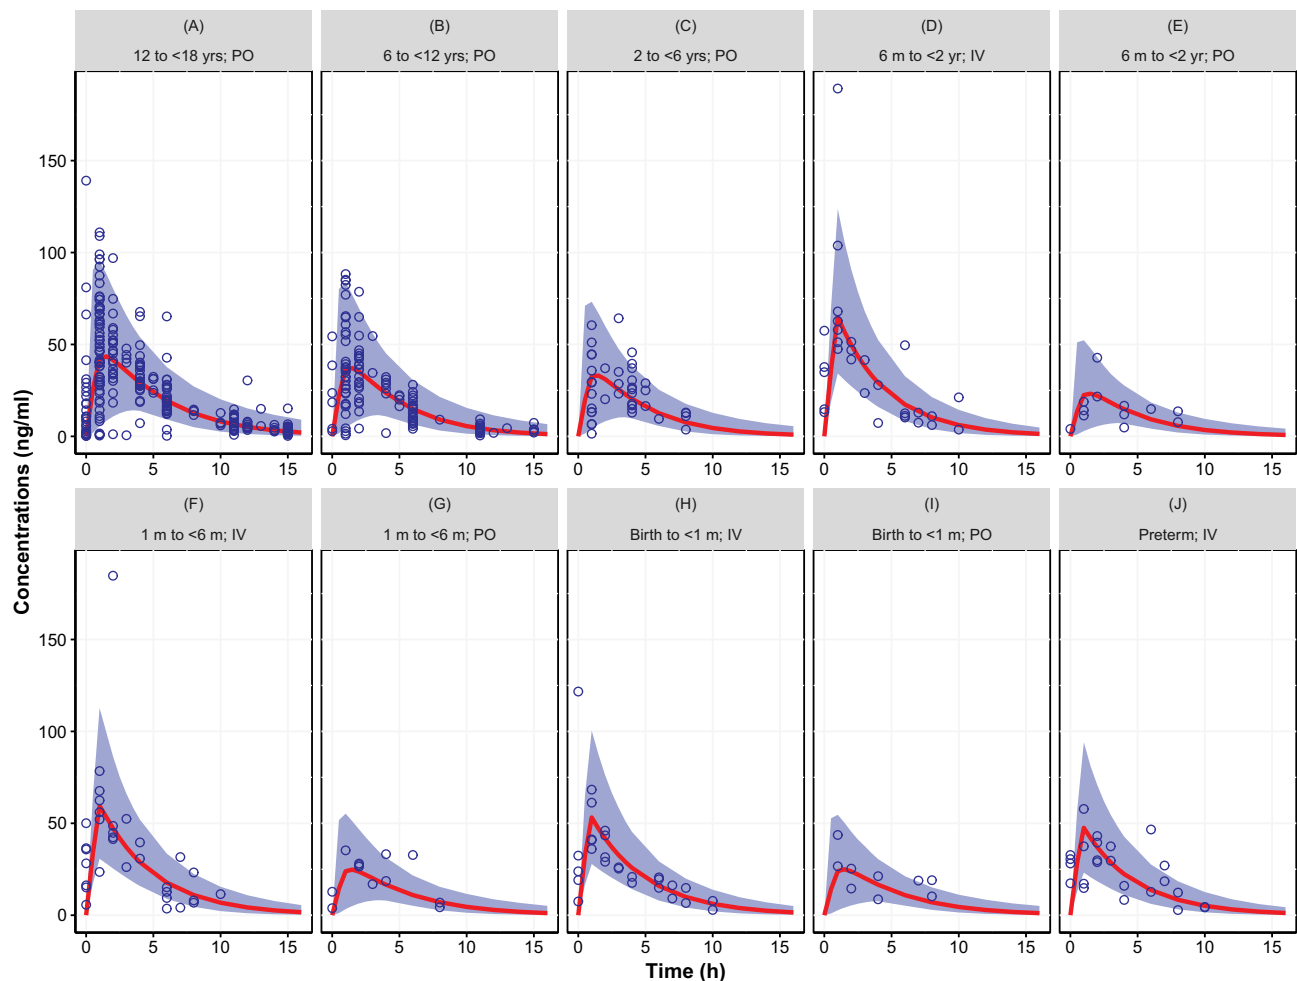 (A)
12 to <18 yrs; PO
(B)
6 to <12 yrs; PO
(C)
2 to <6 yrs; PO
(D)
6 m to <2 yr; IV
(E)
6 m to <2 yr; PO
150
100
50
0
0 5 10 15
0 5 10 15
0 5 10 15
0 5 10 15
0 5 10 15
(F)
1 m to <6 m; IV
(G)
1 m to <6 m; PO
(H)
Birth to <1 m; IV
(I)
Birth to <1 m; PO
(J)
Preterm; IV
150
100
50
0
0 5 10 15
0 5 10 15
0 5 10 15
0 5 10 15
0 5 10 15
Concentrations (ng/ml)
Time (h)